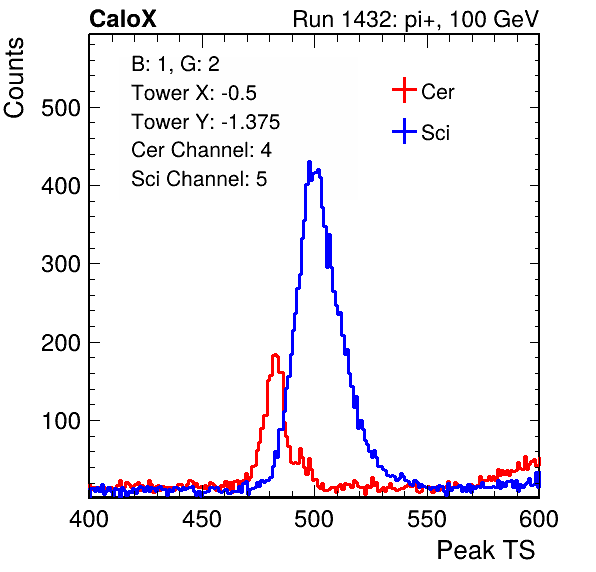 CaloX Run 1432: pi+, 100 GeV
Counts
B: 1, G: 2
Tower X: -0.5
Tower Y: -1.375
Cer Channel: 4
Sci Channel: 5
Cer
Sci
500
400
300
200
100
400 450 500 550 600
Peak TS